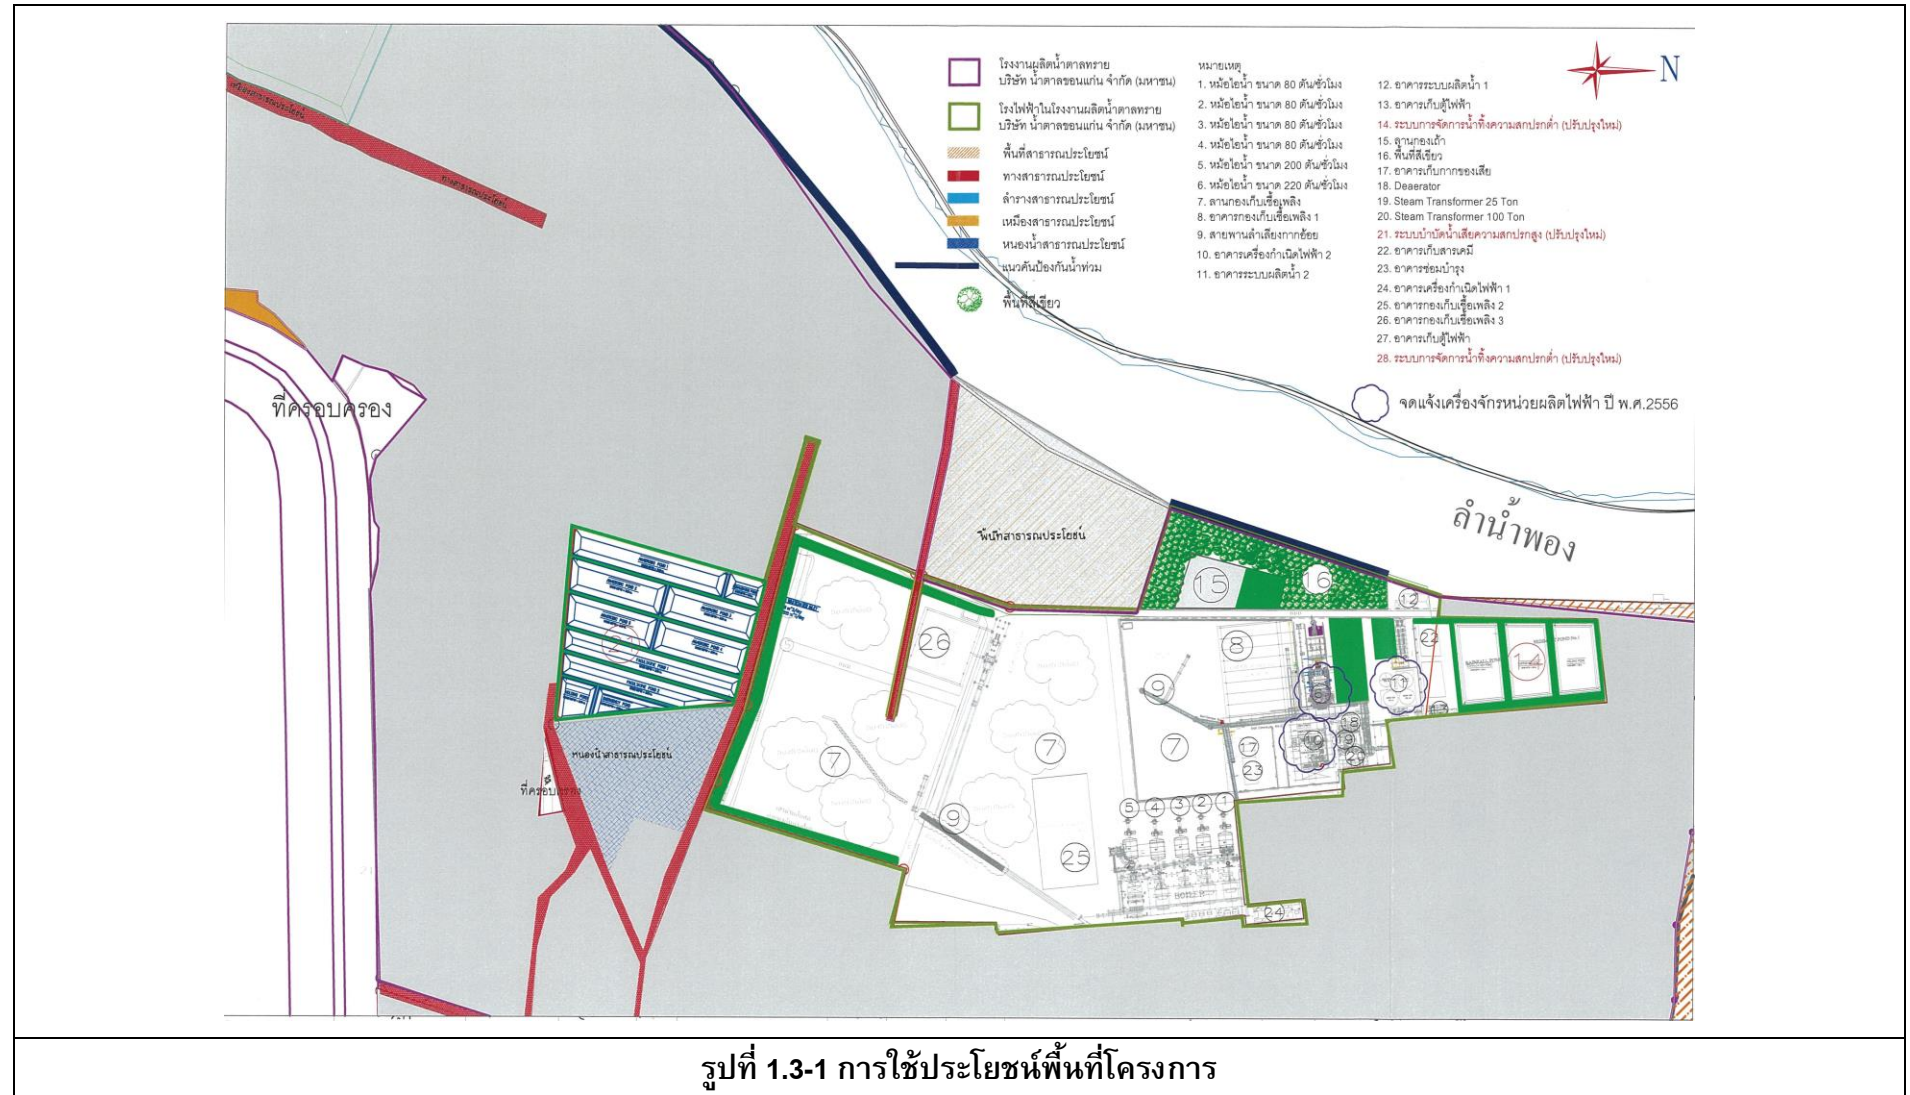 โรงงานผลิตน้ำตาลทราย
บริษัท น้ำตาลขอนแก่น จำกัด (มหาชน)
โรงไฟฟ้าในโรงงานผลิตน้ำตาลทราย
บริษัท น้ำตาลขอนแก่น จำกัด (มหาชน)
พื้นที่สาธารณประโยชน์
ทางสาธารณประโยชน์
ลำรางสาธารณประโยชน์
เหมืองสาธารณประโยชน์
หนองน้ำสาธารณประโยชน์
แนวคันป้องกันน้ำท่วม
พื้นที่สีเขียว
หมายเหตุ
1. หม้อไอน้ำ ขนาด 80 ตัน/ชั่วโมง
2. หม้อไอน้ำ ขนาด 80 ตัน/ชั่วโมง
3. หม้อไอน้ำ ขนาด 80 ตัน/ชั่วโมง
4. หม้อไอน้ำ ขนาด 80 ตัน/ชั่วโมง
5. หม้อไอน้ำ ขนาด 200 ตัน/ชั่วโมง
6. หม้อไอน้ำ ขนาด 220 ตัน/ชั่วโมง
7. ลานกองเก็บเชื้อเพลิง
8. อาคารกองเก็บเชื้อเพลิง 1
9. สายพานลำเลียงกากอ้อย
10. อาคารเครื่องกำเนิดไฟฟ้า 2
11. อาคารระบบผลิตน้ำ 2
12. อาคารระบบผลิตน้ำ 1
13. อาคารเก็บตู้ไฟฟ้า
14. ระบบการจัดการน้ำทิ้งความสกปรกต่ำ (ปรับปรุงใหม่)
15. ลานกองเถ้า
16. พื้นที่สีเขียว
17. อาคารเก็บกากของเสีย
18. Deaerator
19. Steam Transformer 25 Ton
20. Steam Transformer 100 Ton
21. ระบบบำบัดน้ำเสียความสกปรกสูง (ปรับปรุงใหม่)
22. อาคารเก็บสารเคมี
23. อาคารซ่อมบำรุง
24. อาคารเครื่องกำเนิดไฟฟ้า 1
25. อาคารกองเก็บเชื้อเพลิง 2
26. อาคารกองเก็บเชื้อเพลิง 3
27. อาคารเก็บตู้ไฟฟ้า
28. ระบบการจัดการน้ำทิ้งความสกปรกต่ำ (ปรับปรุงใหม่)
จดแจ้งเครื่องจักรหน่วยผลิตไฟฟ้า ปี พ.ศ.2556
N
ทางสาธารณประโยชน์
ที่ครอบครอง
ลำน้ำพอง
พื้นที่สาธารณประโยชน์
15
16
12
26
8
22
14
21
9
11
7
7
7
17
23
18
หนองน้ำสาธารณประโยชน์
ที่ครอบครอง
9
5
4
3
2
1
25
BOILER
24
รูปที่ 1.3-1 การใช้ประโยชน์พื้นที่โครงการ